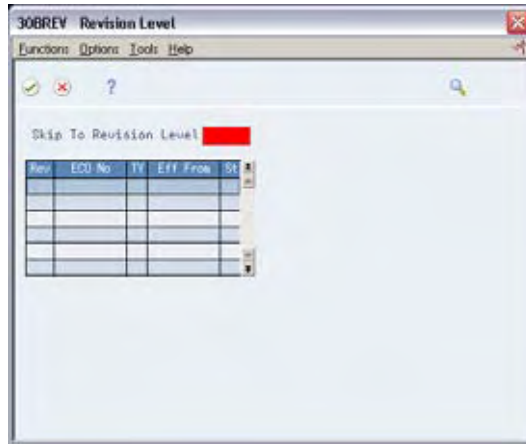 30BREV Revision Level
Functions Options Tools Help
?
Skip To Revision Level
Rev ECO No TY Eff From St